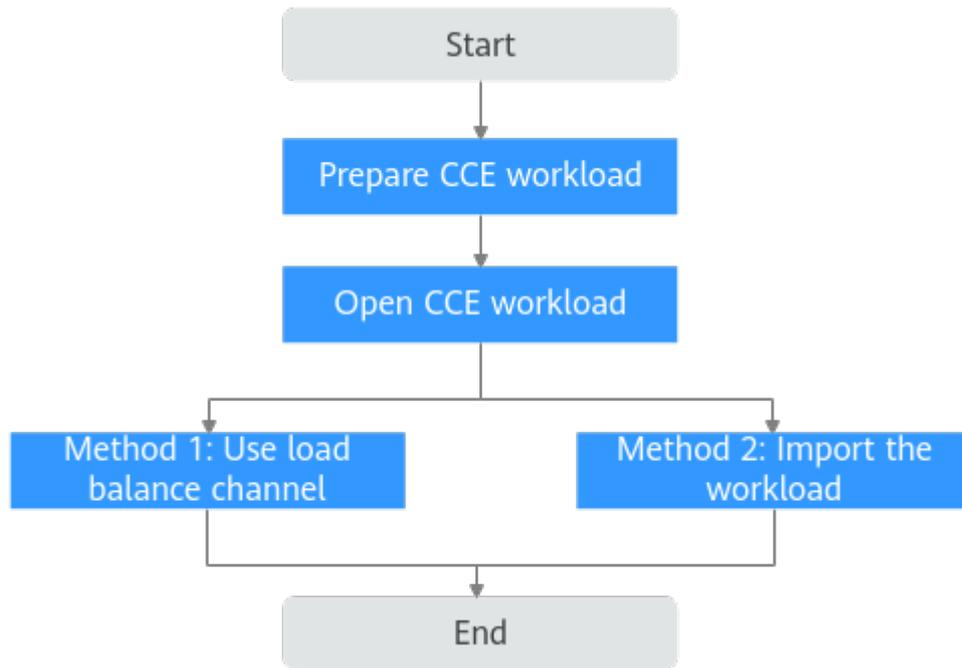 Start
Prepare CCE workload
Open CCE workload
Method 1: Use load
balance channel
Method 2: Import the
workload
End